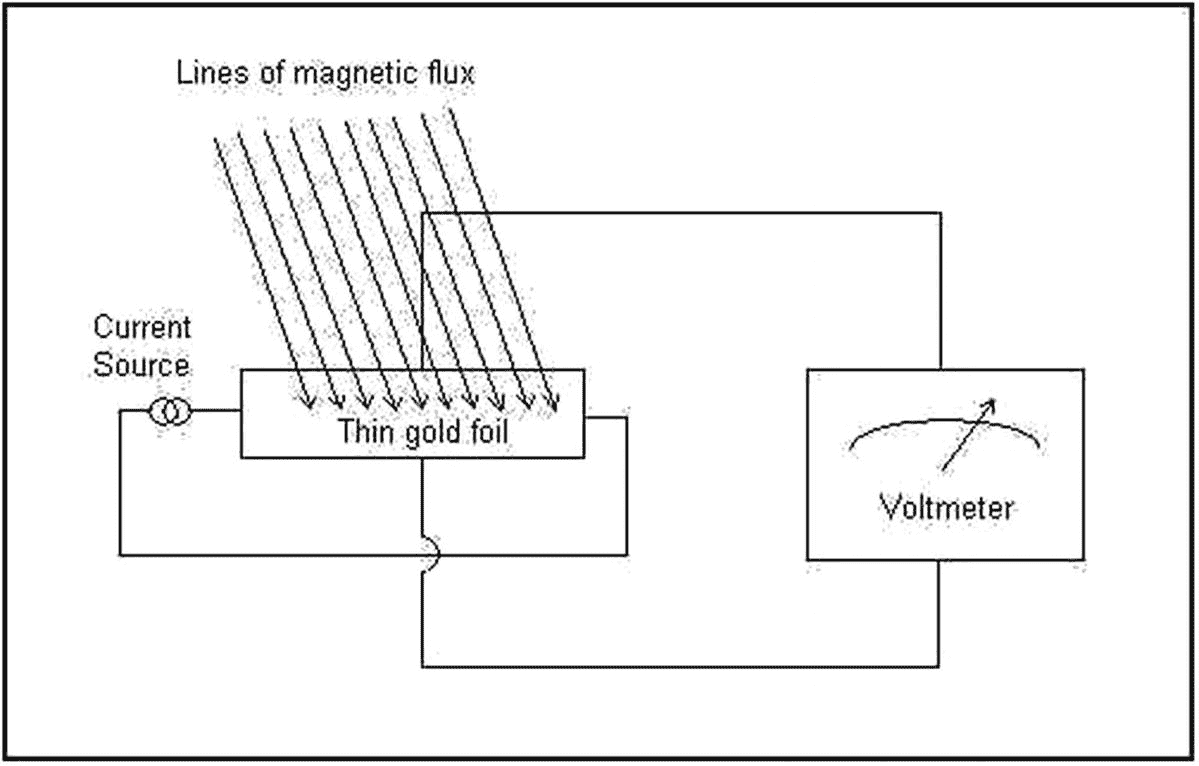 Lines of magnetic flux
Current
Source
Thin gold foil
Voltmeter